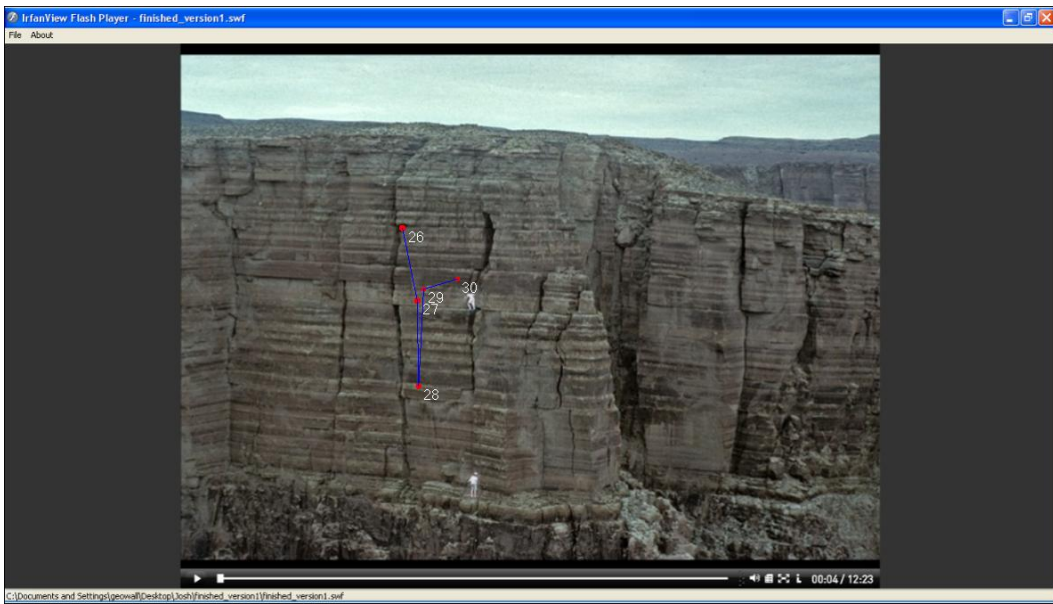 IrfanView Flash Player - finished_version1.swf
File About
26
30
29
27
28
00:04 / 12:23
C:\Documents and Settings\geowall\Desktop\Josh\finished_version1\finished_version1.swf